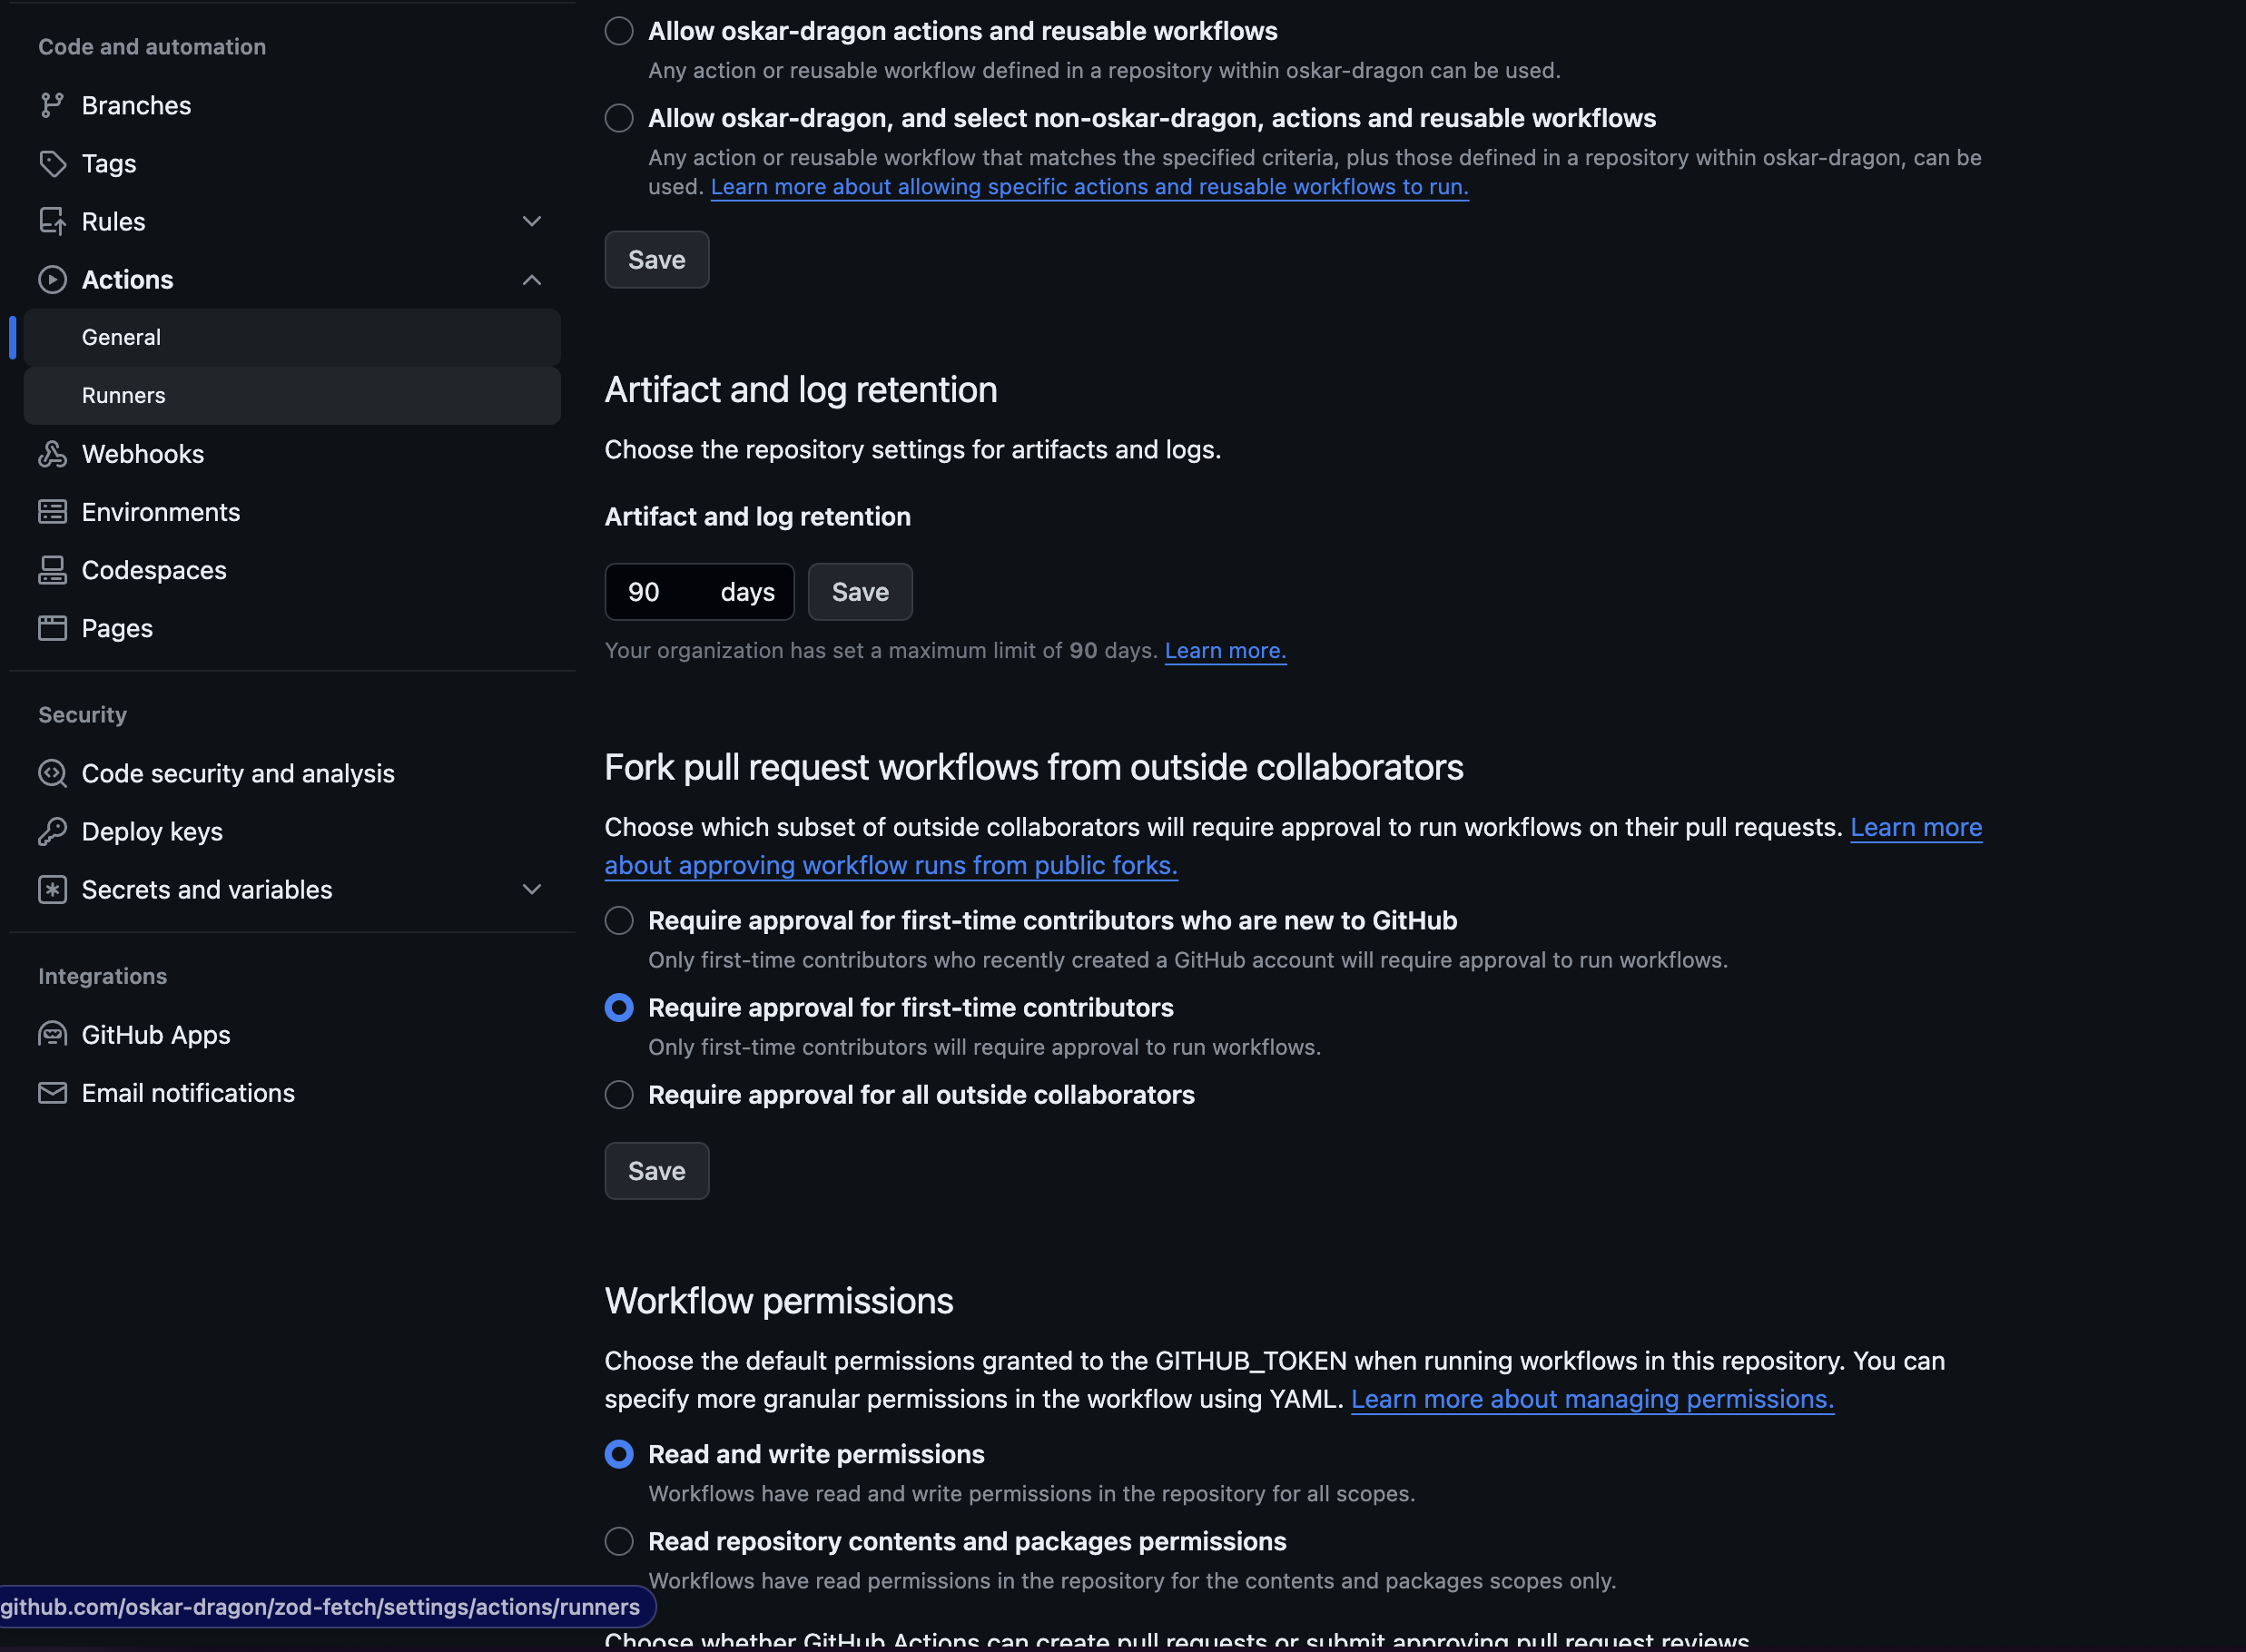 Code and automation
Branches
Tags
Rules
Actions
General
Runners
Webhooks
Environments
Codespaces
Pages
Security
Code security and analysis
Deploy keys
Secrets and variables
Integrations
GitHub Apps
Email notifications
Allow oskar-dragon actions and reusable workflows
Any action or reusable workflow defined in a repository within oskar-dragon can be used.
Allow oskar-dragon, and select non-oskar-dragon, actions and reusable workflows
Any action or reusable workflow that matches the specified criteria, plus those defined in a repository within oskar-dragon, can be
used. Learn more about allowing specific actions and reusable workflows to run.
Save
Artifact and log retention
Choose the repository settings for artifacts and logs.
Artifact and log retention
90 days Save
Your organization has set a maximum limit of 90 days. Learn more.
Fork pull request workflows from outside collaborators
Choose which subset of outside collaborators will require approval to run workflows on their pull requests. Learn more
about approving workflow runs from public forks.
Require approval for first-time contributors who are new to GitHub
Only first-time contributors who recently created a GitHub account will require approval to run workflows.
Require approval for first-time contributors
Only first-time contributors will require approval to run workflows.
Require approval for all outside collaborators
Save
Workflow permissions
Choose the default permissions granted to the GITHUB_TOKEN when running workflows in this repository. You can
specify more granular permissions in the workflow using YAML. Learn more about managing permissions.
Read and write permissions
Workflows have read and write permissions in the repository for all scopes.
Read repository contents and packages permissions
Workflows have read permissions in the repository for the contents and packages scopes only.
Choose whether GitHub Actions can create pull requests or submit approving pull request reviews.
github.com/oskar-dragon/zod-fetch/settings/actions/runners